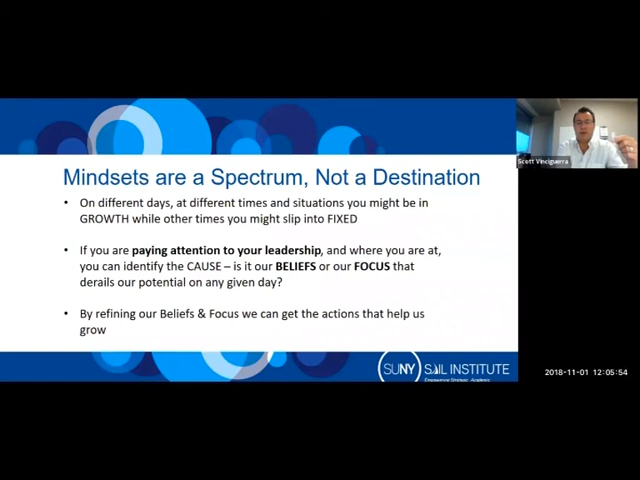 Mindsets are a Spectrum, Not a Destination
• On different days, at different times and situations you might be in
GROWTH while other times you might slip into FIXED
• If you are paying attention to your leadership, and where you are at,
you can identify the CAUSE – is it our BELIEFS or our FOCUS that
derails our potential on any given day?
• By refining our Beliefs & Focus we can get the actions that help us
grow
Scott Vinciguerra
SUNY SAIL INSTITUTE
Empowering Strategic, Academic
2018-11-01 12:05:54